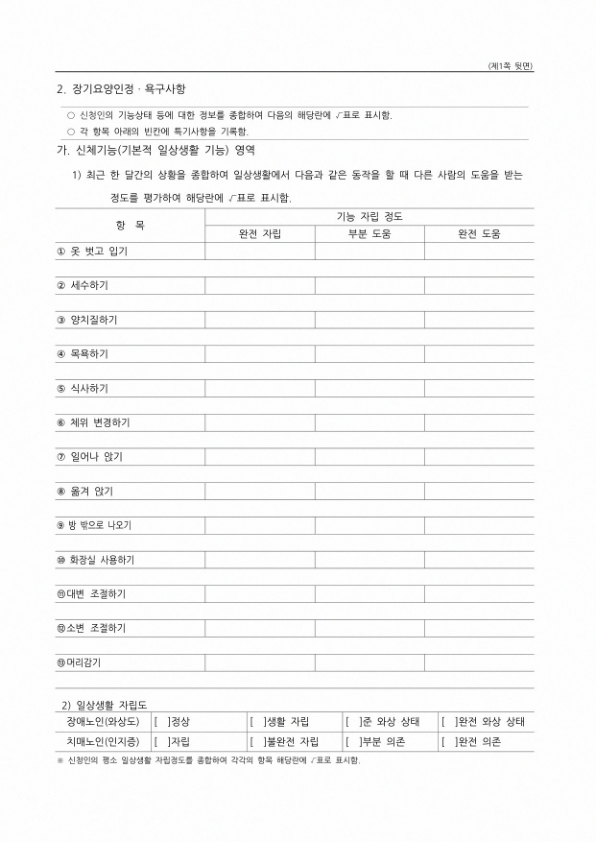 (제1쪽 뒷면)
2. 장기요양인정ㆍ욕구사항
○ 신청인의 기능상태 등에 대한 정보를 종합하여 다음의 해당란에 √표로 표시함.
○ 각 항목 아래의 빈칸에 특기사항을 기록함.
가. 신체기능(기본적 일상생활 기능) 영역
1) 최근 한 달간의 상황을 종합하여 일상생활에서 다음과 같은 동작을 할 때 다른 사람의 도움을 받는
정도를 평가하여 해당란에 √표로 표시함.
항 목
기능 자립 정도
완전 자립 부분 도움 완전 도움
① 옷 벗고 입기
② 세수하기
③ 양치질하기
④ 목욕하기
⑤ 식사하기
⑥ 체위 변경하기
⑦ 일어나 앉기
⑧ 옮겨 앉기
⑨ 방 밖으로 나오기
⑩ 화장실 사용하기
⑪대변 조절하기
⑫소변 조절하기
⑬머리감기
2) 일상생활 자립도
장애노인(와상도) [ ]정상 [ ]생활 자립 [ ]준 와상 상태 [ ]완전 와상 상태
치매노인(인지증) [ ]자립 [ ]불완전 자립 [ ]부분 의존 [ ]완전 의존
※ 신청인의 평소 일상생활 자립정도를 종합하여 각각의 항목 해당란에 √표로 표시함.